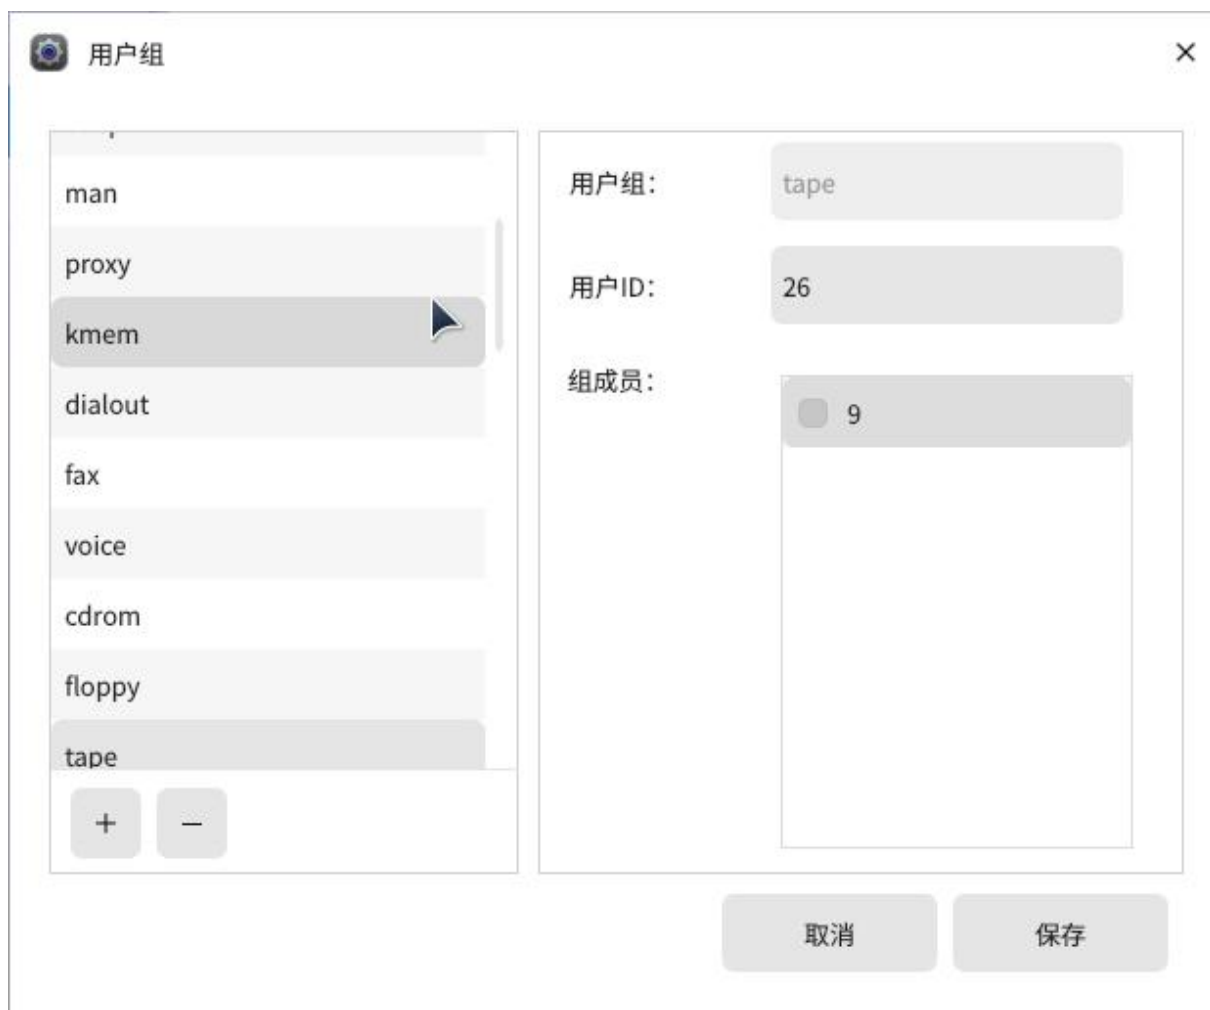 用户组
man
proxy
kmem
dialout
fax
voice
cdrom
floppy
tape
用户组：
tape
用户ID：
26
组成员：
9
取消
保存